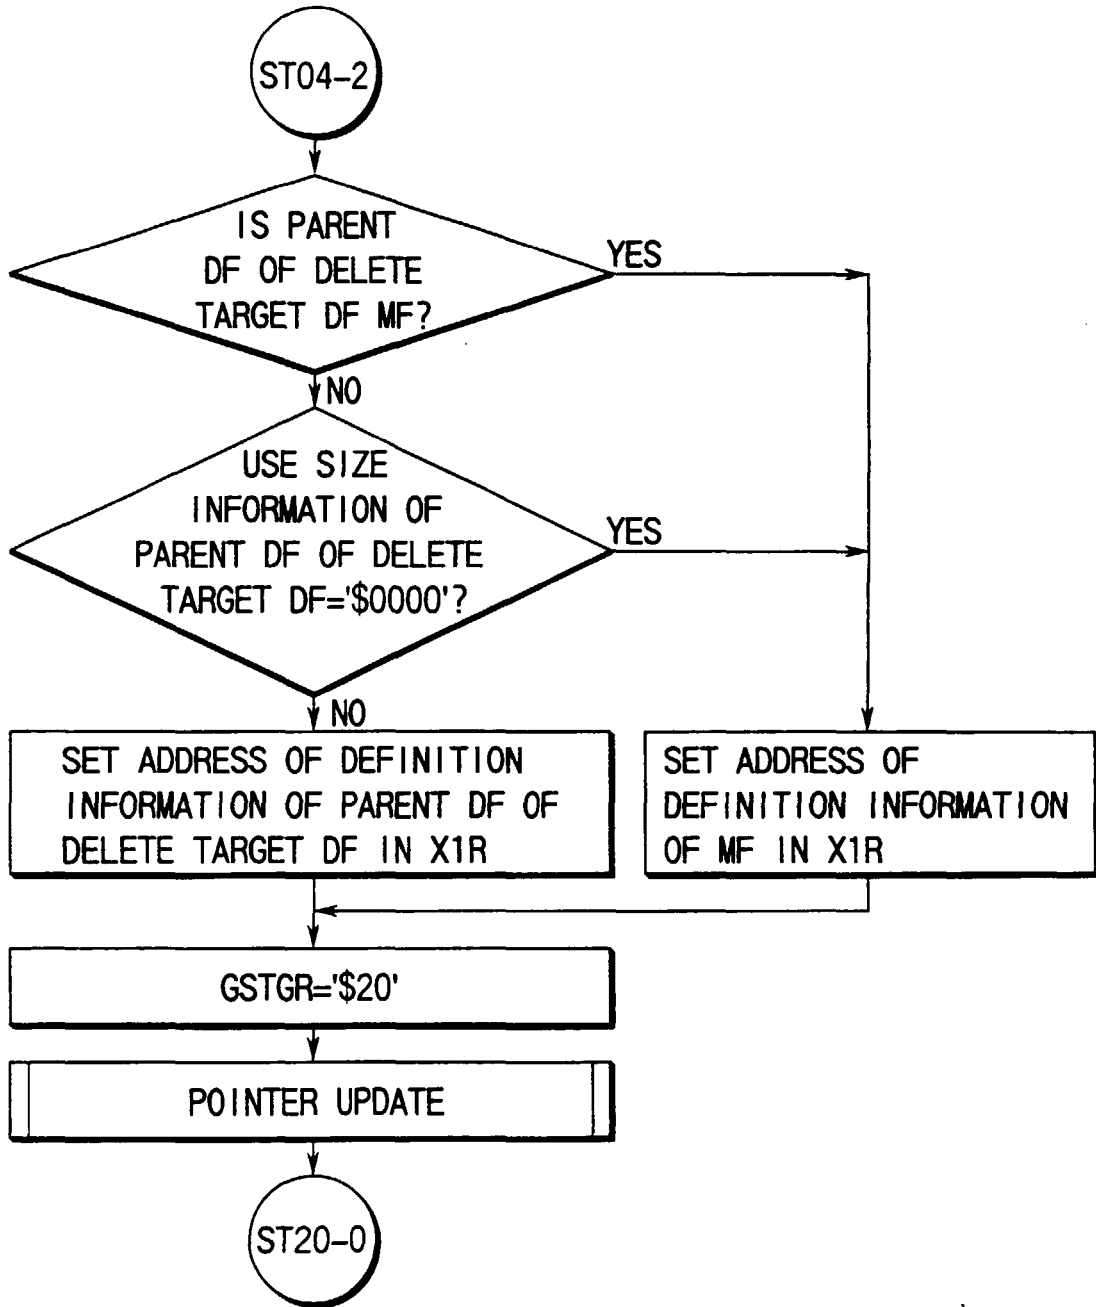 ST04-2
IS PARENT
DF OF DELETE
TARGET DF MF?
YES
NO
USE SIZE
INFORMATION OF
PARENT DF OF DELETE
TARGET DF='$0000'?
YES
NO
SET ADDRESS OF DEFINITION
INFORMATION OF PARENT DF OF
DELETE TARGET DF IN X1R
SET ADDRESS OF
DEFINITION INFORMATION
OF MF IN X1R
GSTGR='$20'
POINTER UPDATE
ST20-0